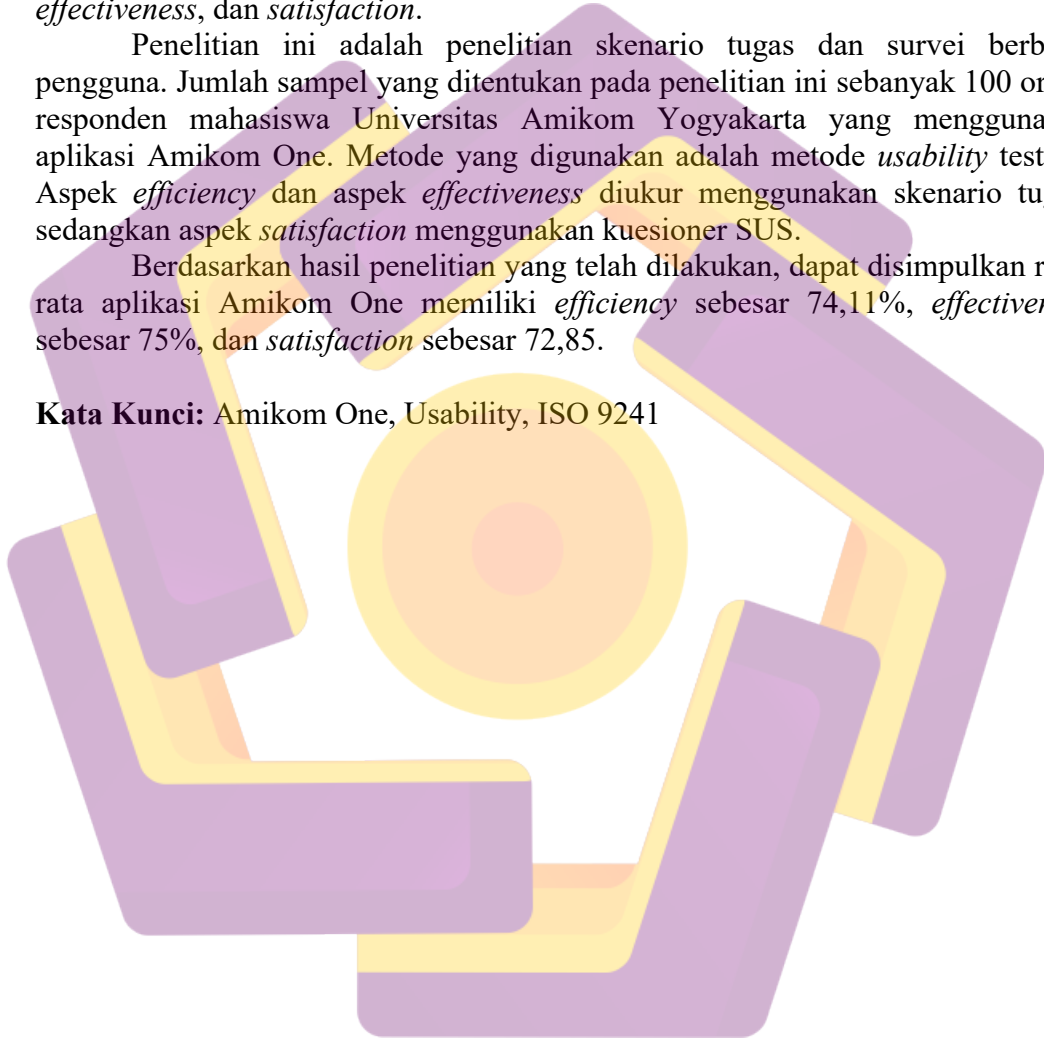 effectiveness, dan satisfaction.
Penelitian ini adalah penelitian skenario tugas dan survei berb
pengguna. Jumlah sampel yang ditentukan pada penelitian ini sebanyak 100 or
responden mahasiswa Universitas Amikom Yogyakarta yang mengguna
aplikasi Amikom One. Metode yang digunakan adalah metode usability test
Aspek efficiency dan aspek effectiveness diukur menggunakan skenario tu
sedangkan aspek satisfaction menggunakan kuesioner SUS.
Berdasarkan hasil penelitian yang telah dilakukan, dapat disimpulkan r
rata aplikasi Amikom One memiliki efficiency sebesar 74,11%, effectiven
sebesar 75%, dan satisfaction sebesar 72,85.
Kata Kunci: Amikom One, Usability, ISO 9241